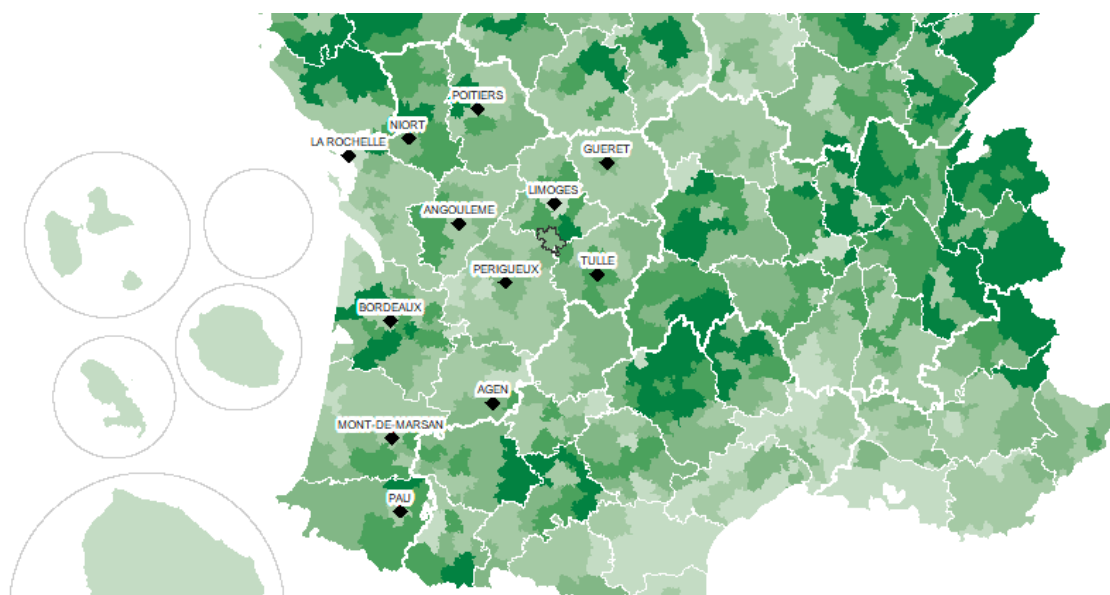 POITIERS
NIORT
LA ROCHELLE
GUERET
LIMOGES
ANGOULEME
TULLE
PERIGUEUX
BORDEAUX
AGEN
MONT-DE-MARSAN
PAU